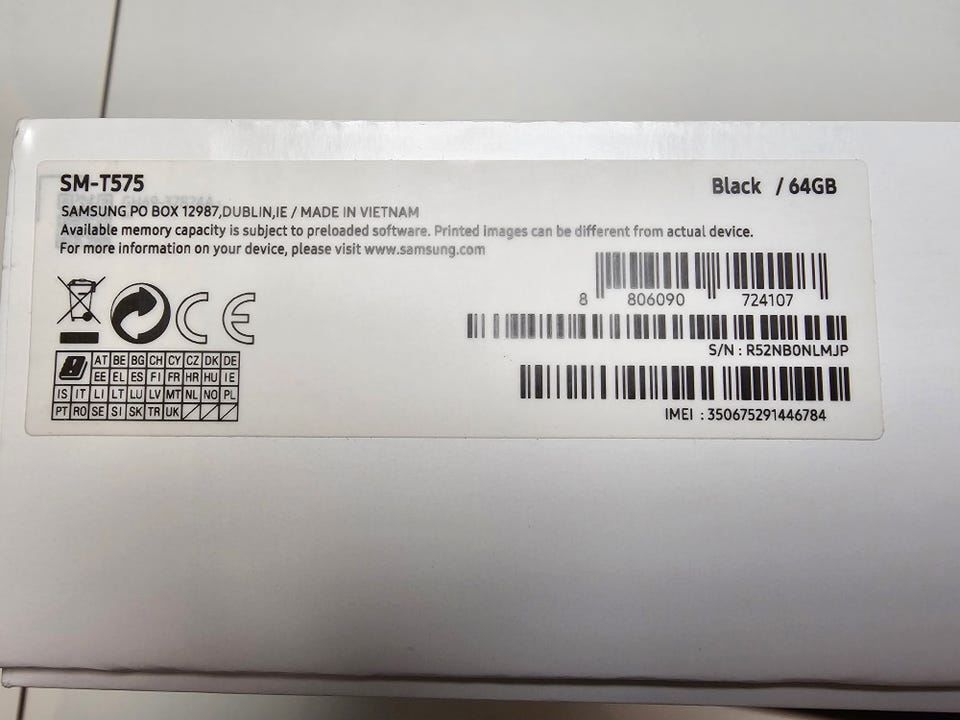 SM-T575
Black / 64GB
SAMSUNG PO BOX 12987,DUBLIN,IE / MADE IN VIETNAM
Available memory capacity is subject to preloaded software. Printed images can be different from actual device.
For more information on your device, please visit www.samsung.com
8 806090 724107
CE
S/N : R52NB0NLMJP
AT BE BG CH CY CZ DK DE
EE EL ES FI FR HR HU IE
IS IT LI LT LU LV MT NL NO PL
PT RO SE SI SK TR UK
IMEI : 350675291446784